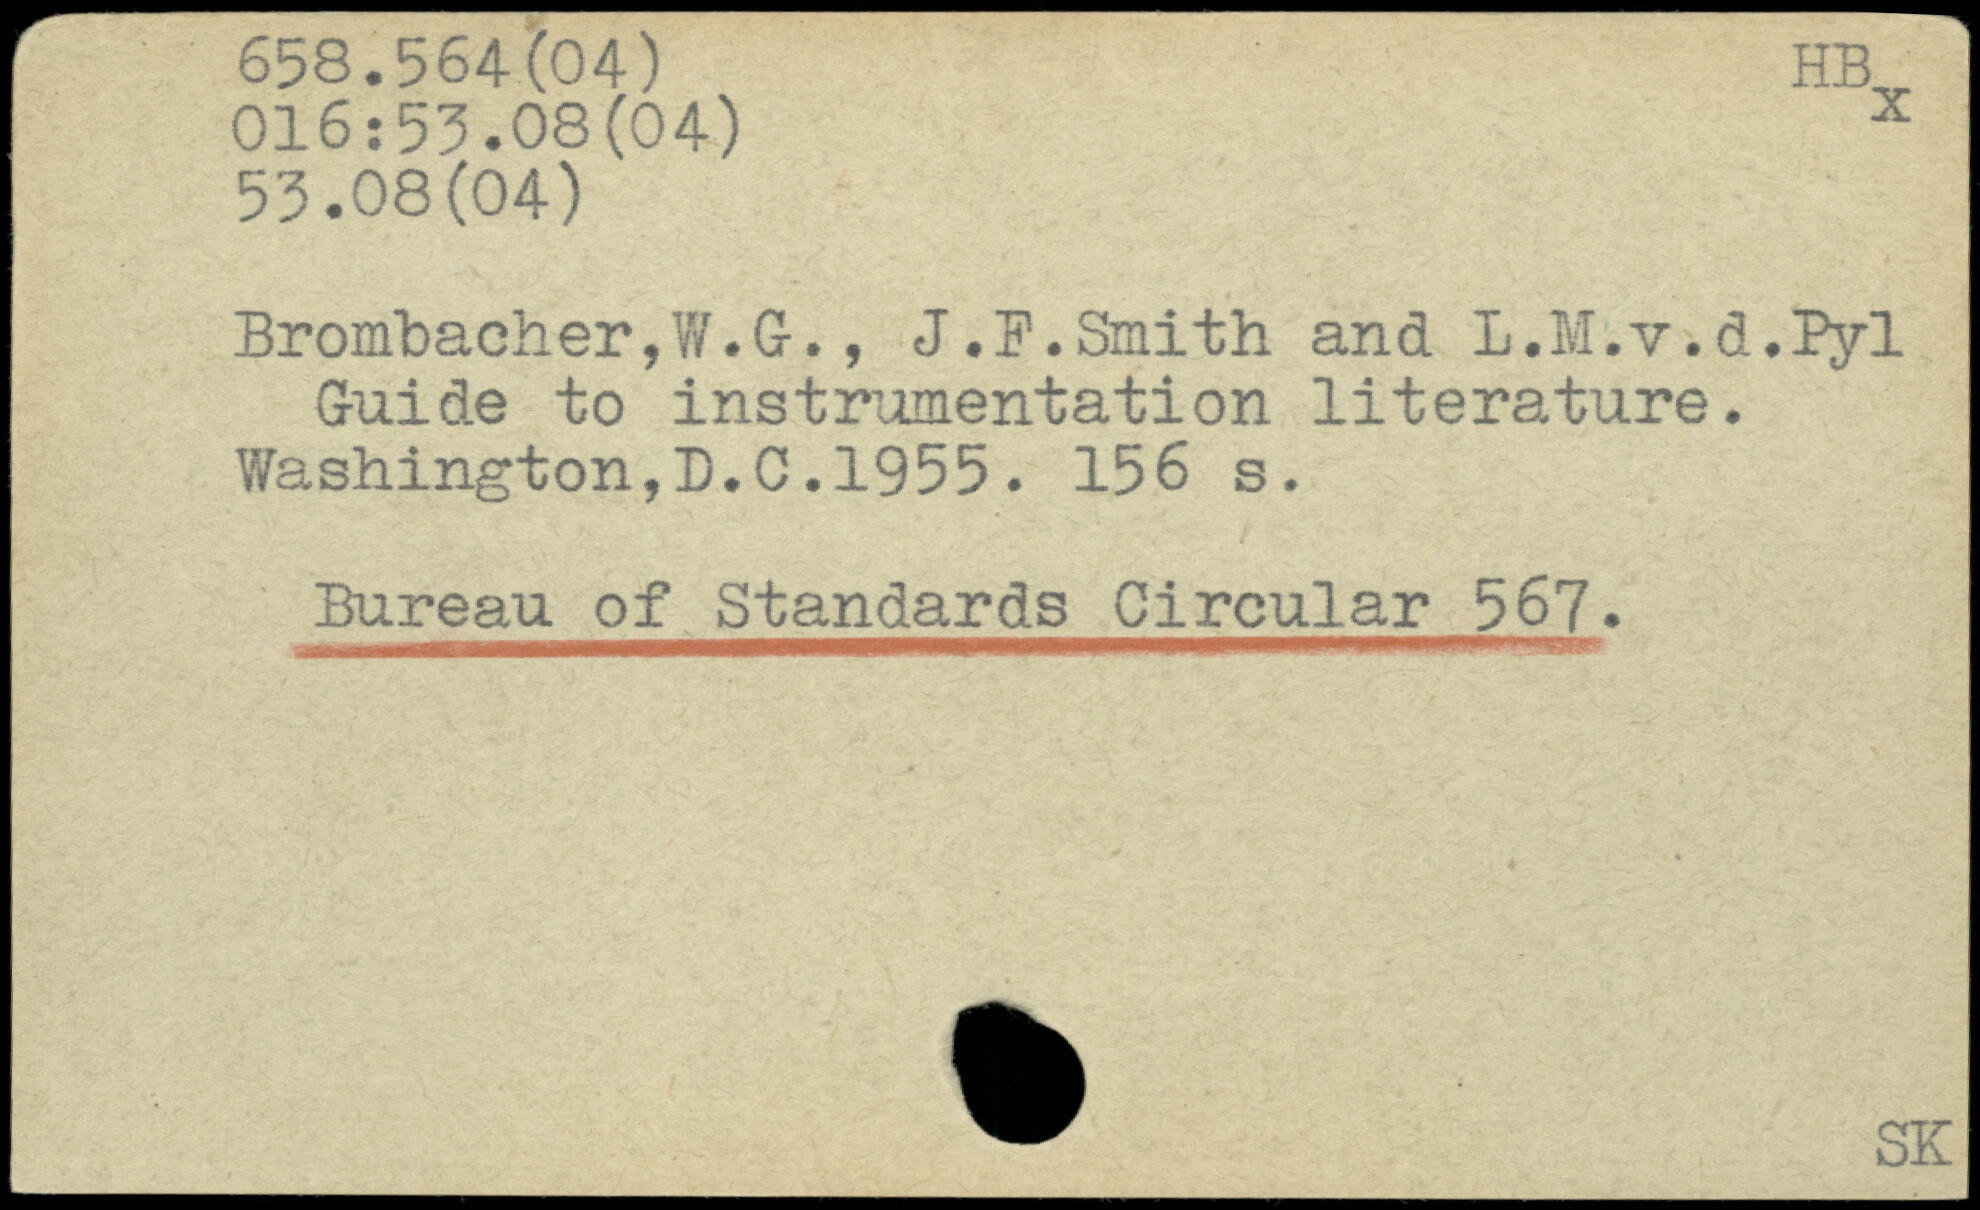 658.564(04)
HB
x
016:53.08(04)
53.08(04)
Brombacher,W.G., J.F.Smith and L.M.v.d.Pyl
Guide to instrumentation literature.
Washington,D.C.1955. 156 s.
Bureau of Standards Circular 567.
SK